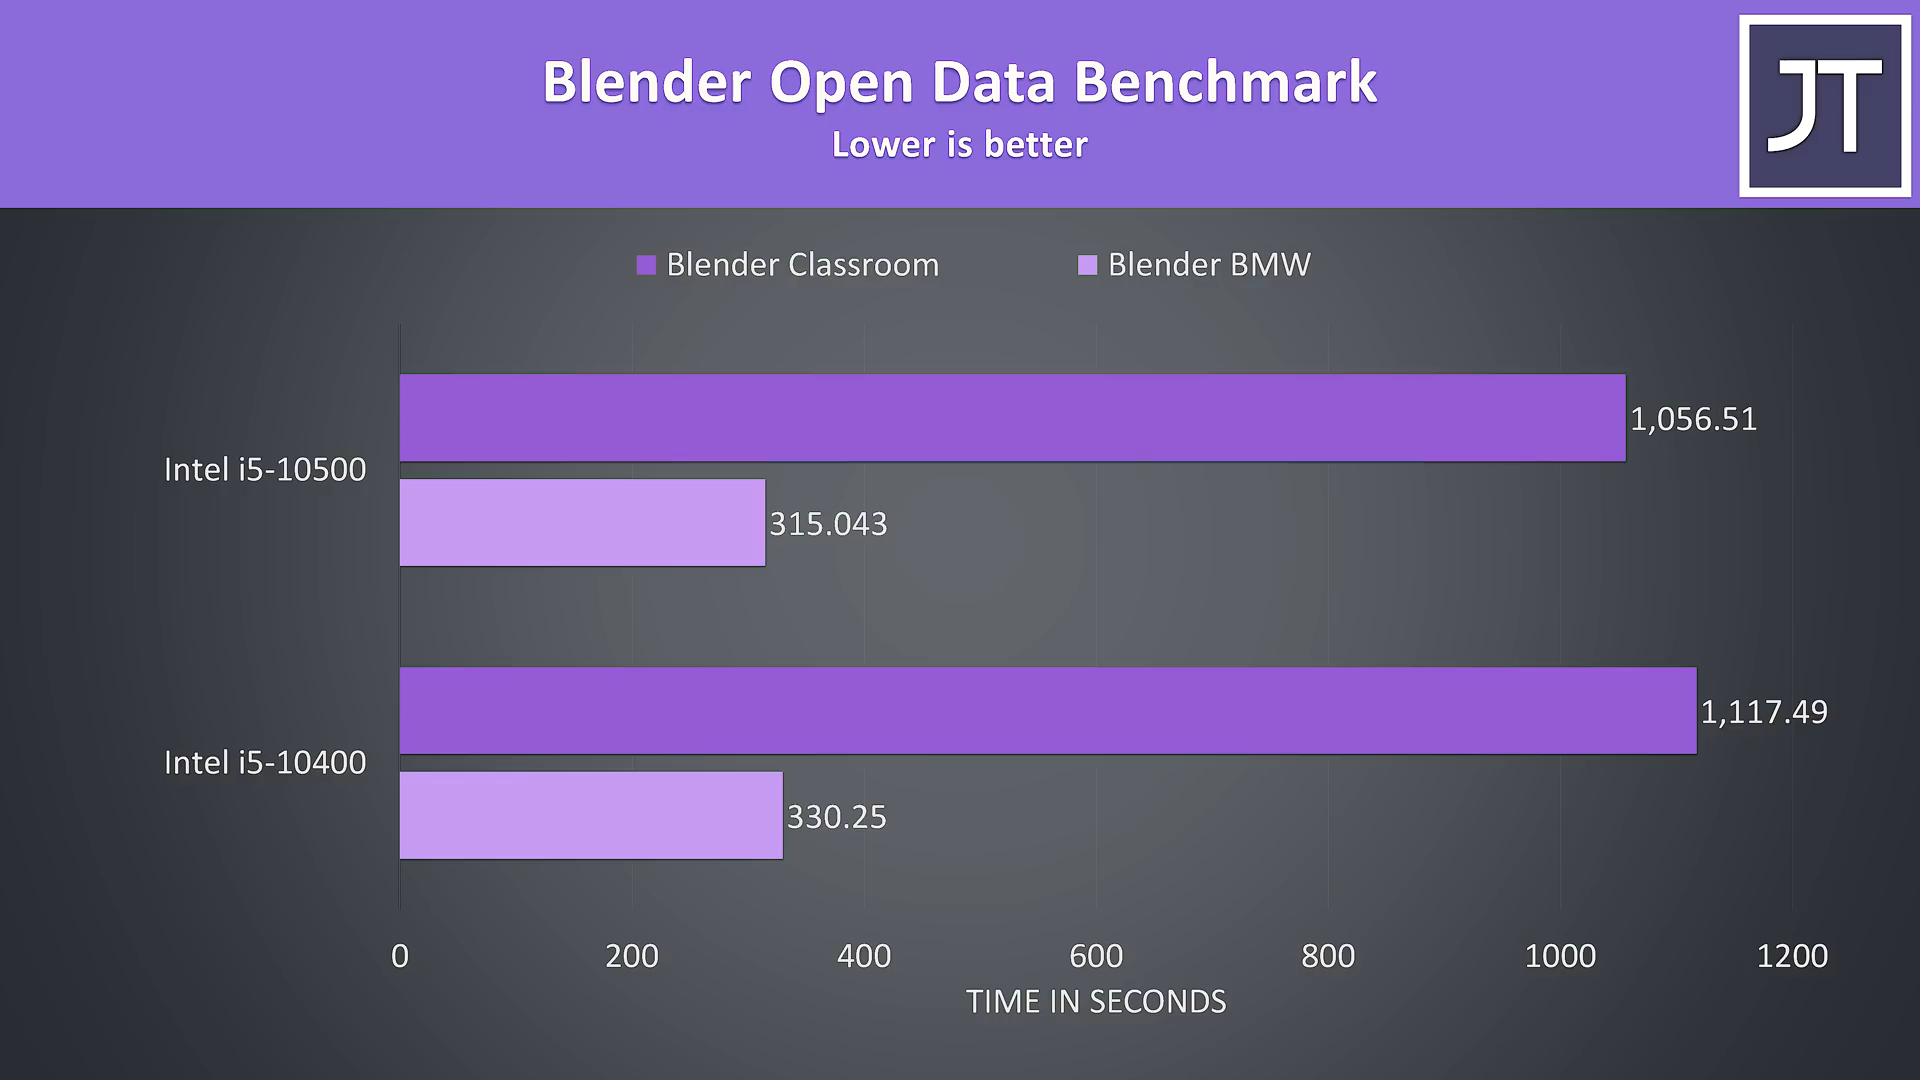 Blender Open Data Benchmark
Lower is better
JT
Blender Classroom
Blender BMW
Intel i5-10500
1,056.51
315.043
Intel i5-10400
1,117.49
330.25
0 200 400 600 800 1000 1200
TIME IN SECONDS